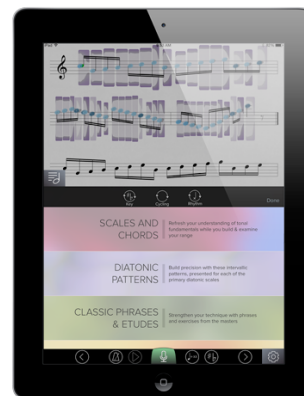 iPad
Key
Cycling
Rhythm
Done
SCALES AND
CHORDS
Refresh your understanding of tonal
fundamentals while you build & examine
your range.
DIATONIC
PATTERNS
Build precision with these intervallic
patterns, presented for each of the
primary diatonic scales
CLASSIC PHRASES
& ETUDES
Strengthen your technique with phrases
and exercises from the masters